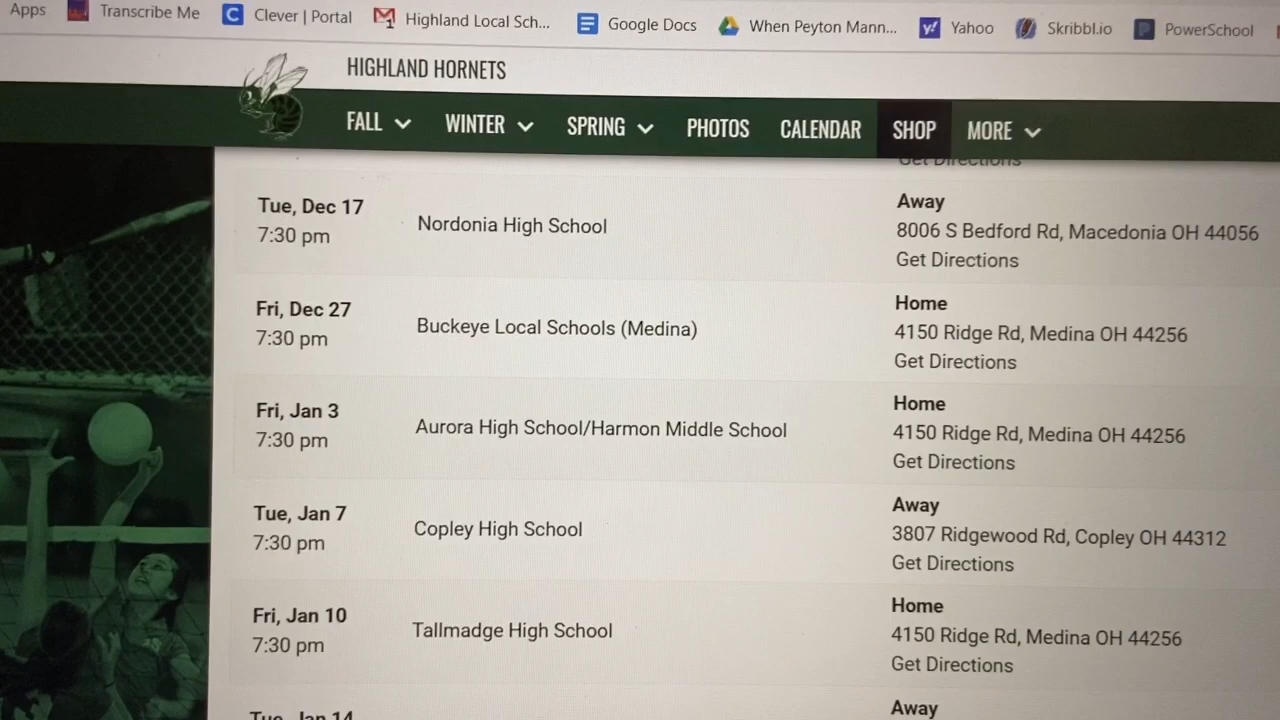 Apps Transcribe Me Clever | Portal Highland Local Sch... Google Docs When Peyton Mann... Yahoo Skribbl.io PowerSchool
HIGHLAND HORNETS
FALL WINTER SPRING PHOTOS CALENDAR SHOP MORE
Get Directions
Tue, Dec 17
7:30 pm
Nordonia High School
Away
8006 S Bedford Rd, Macedonia OH 44056
Get Directions
Fri, Dec 27
7:30 pm
Buckeye Local Schools (Medina)
Home
4150 Ridge Rd, Medina OH 44256
Get Directions
Fri, Jan 3
7:30 pm
Aurora High School/Harmon Middle School
Home
4150 Ridge Rd, Medina OH 44256
Get Directions
Tue, Jan 7
7:30 pm
Copley High School
Away
3807 Ridgewood Rd, Copley OH 44312
Get Directions
Fri, Jan 10
7:30 pm
Tallmadge High School
Home
4150 Ridge Rd, Medina OH 44256
Get Directions
Tue, Jan 14
Away